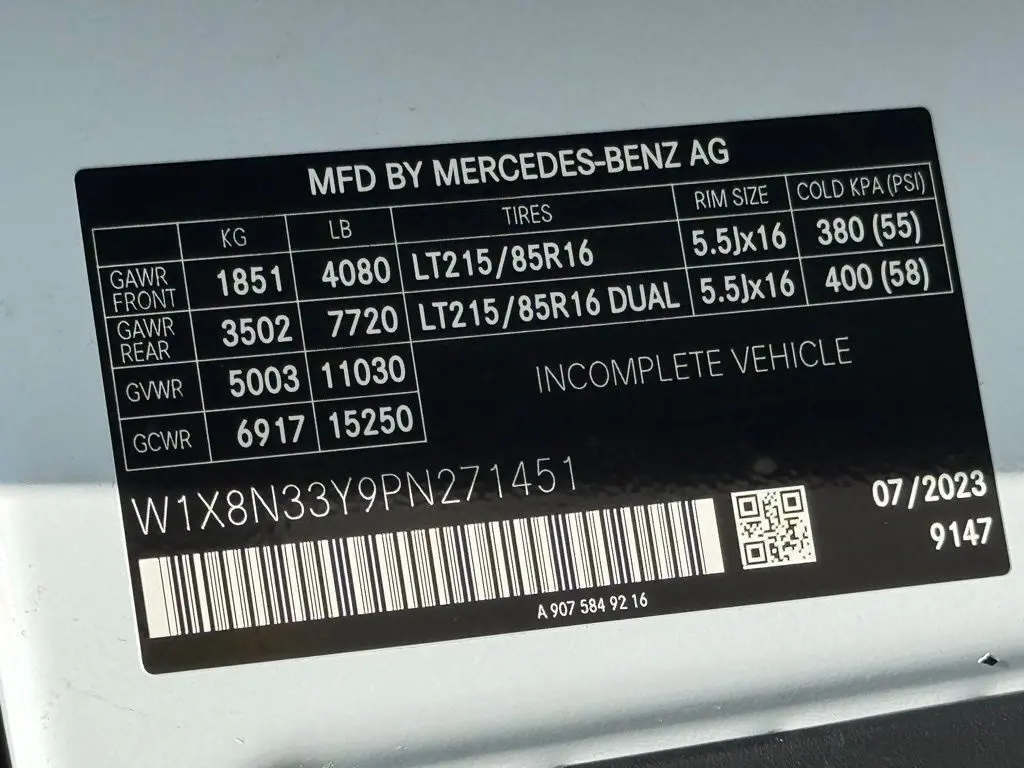 MFD BY MERCEDES-BENZ AG
KG LB TIRES RIM SIZE COLD KPA (PSI)
GAWR FRONT 1851 4080 LT215/85R16 5.5Jx16 380 (55)
GAWR REAR 3502 7720 LT215/85R16 DUAL 5.5Jx16 400 (58)
GVWR 5003 11030
INCOMPLETE VEHICLE
GCWR 6917 15250
W1X8N33Y9PN271451
07/2023
9147
A 907 584 92 16